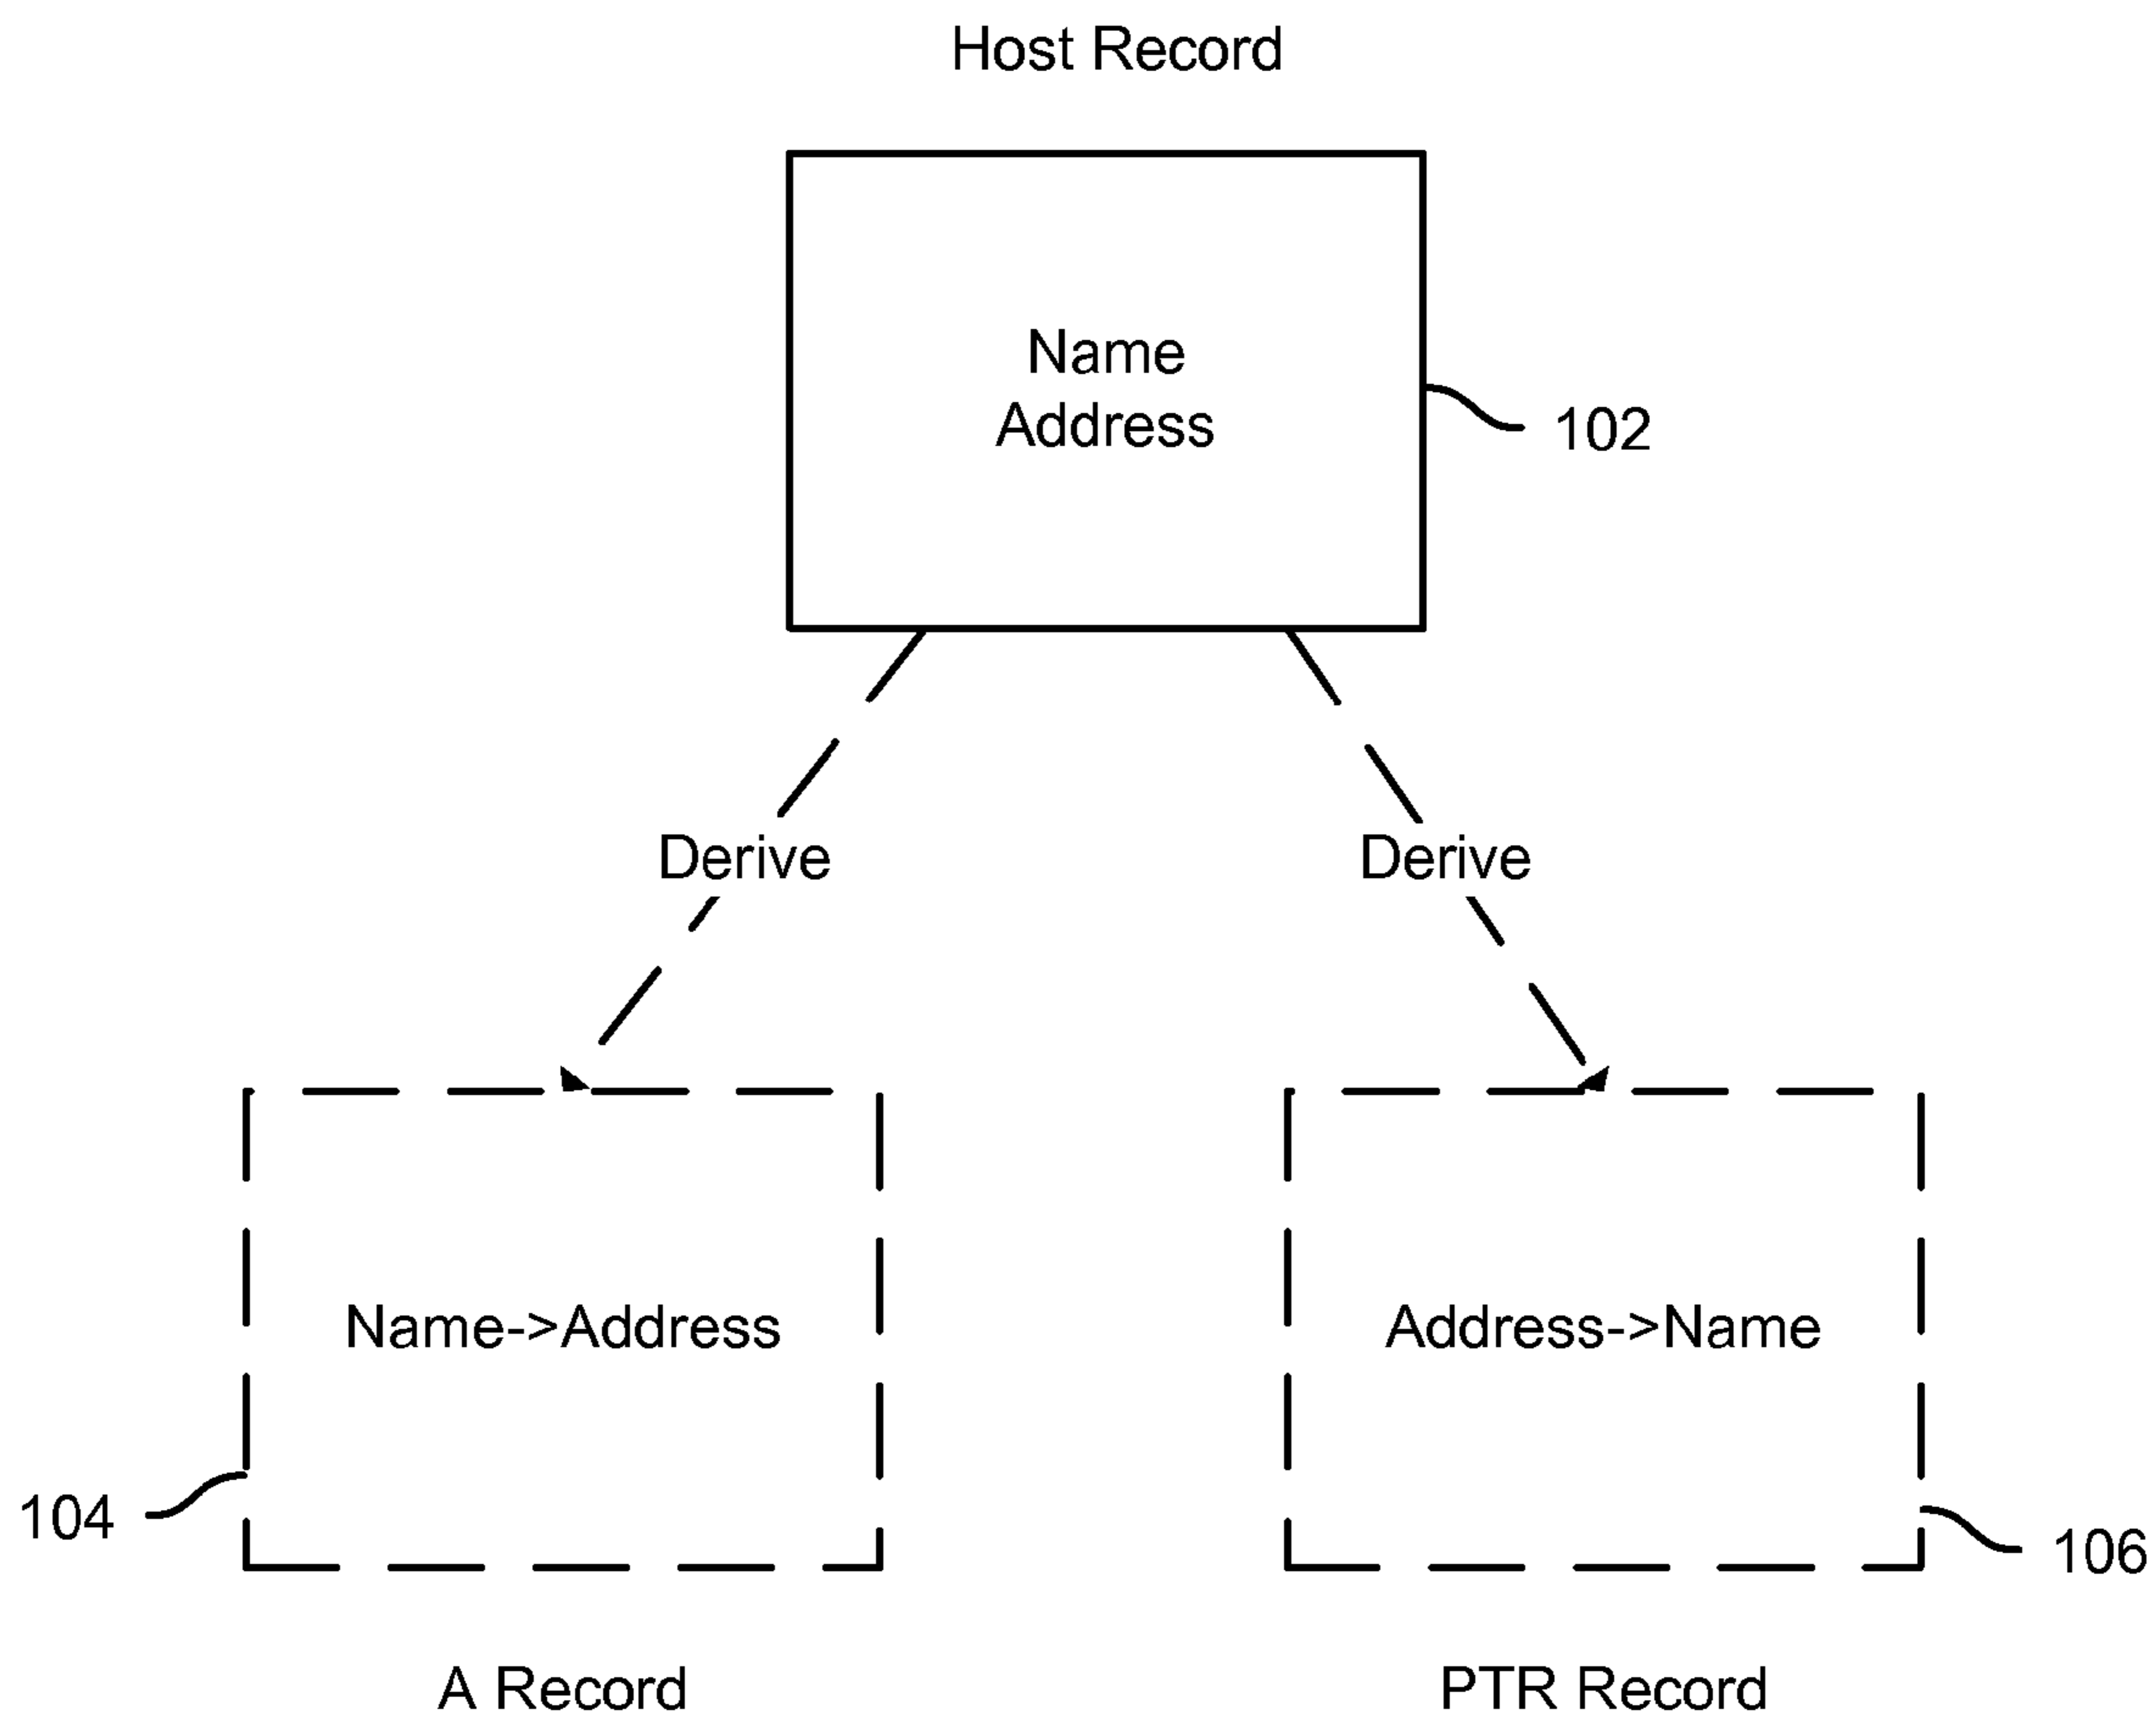 Host Record
Name
Address
102
Derive
Derive
Name->Address
Address->Name
104
106
A Record
PTR Record